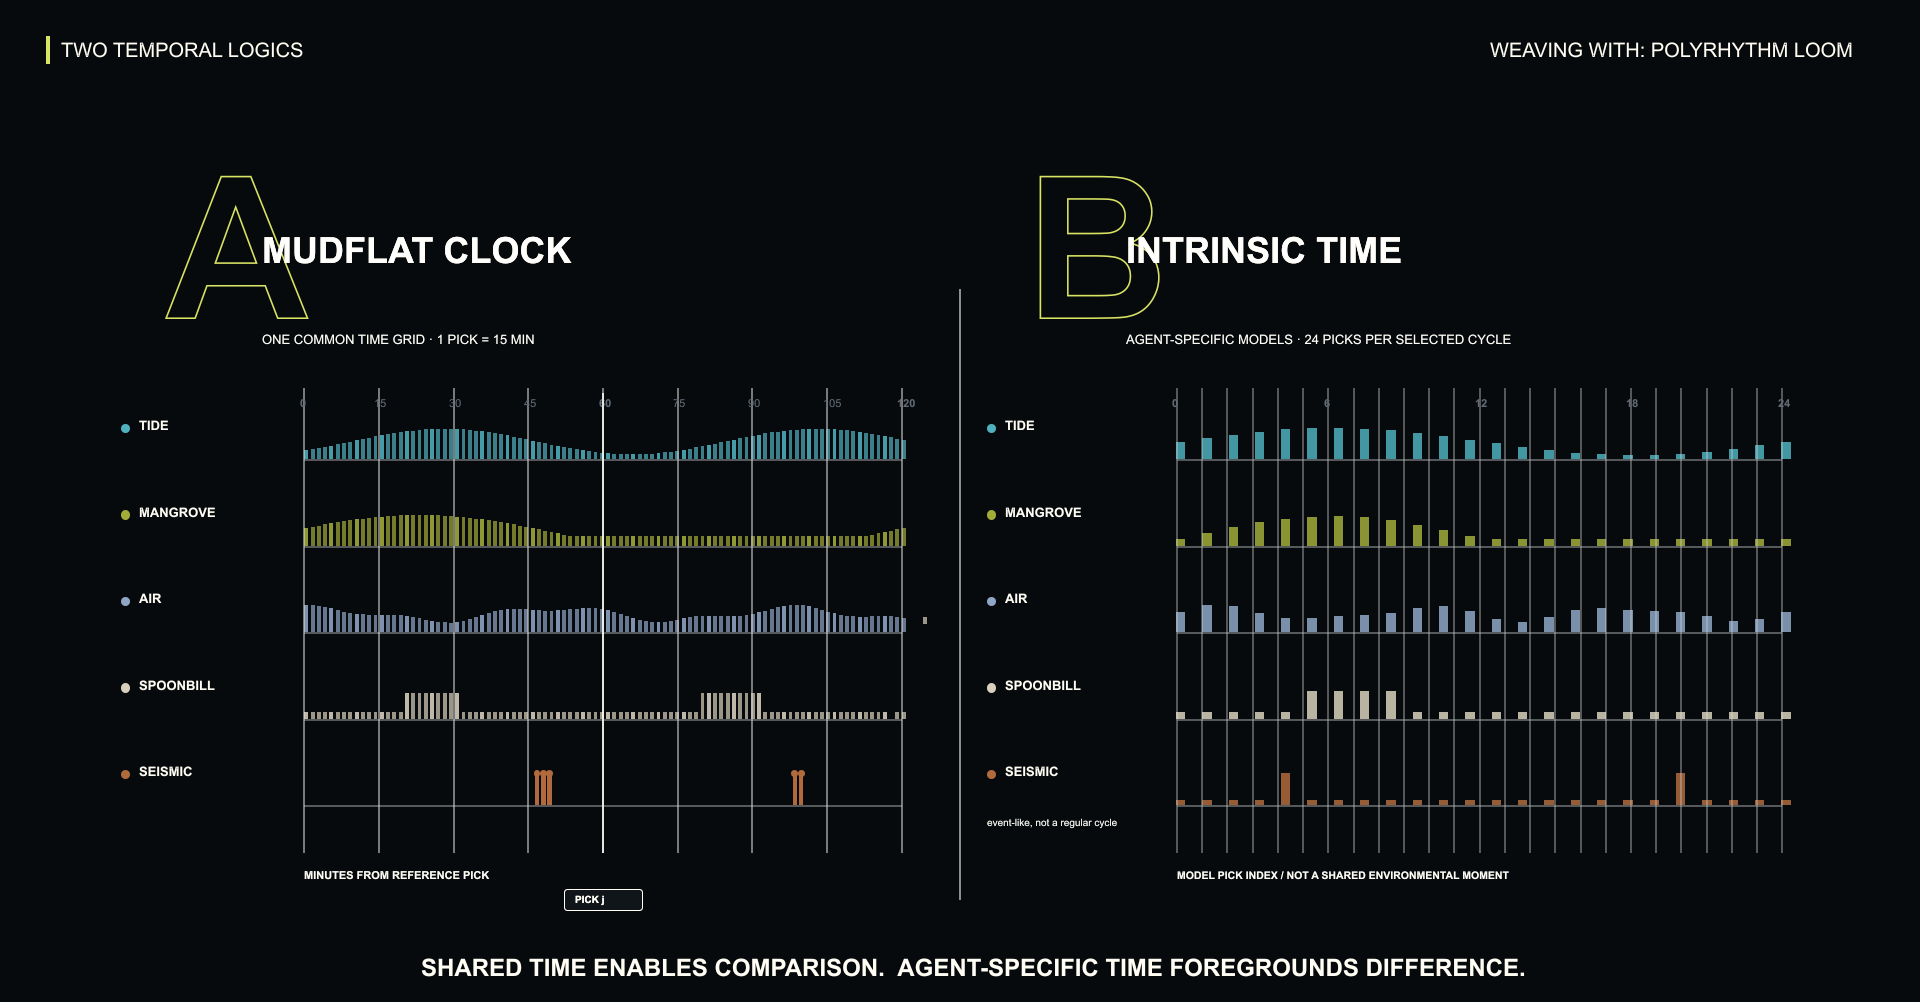 TWO TEMPORAL LOGICS
WEAVING WITH: POLYRHYTHM LOOM
A
MUDFLAT CLOCK
ONE COMMON TIME GRID · 1 PICK = 15 MIN
0 15 30 45 60 75 90 105 120
TIDE
MANGROVE
AIR
SPOONBILL
SEISMIC
MINUTES FROM REFERENCE PICK
PICK j
B
INTRINSIC TIME
AGENT-SPECIFIC MODELS · 24 PICKS PER SELECTED CYCLE
0 6 12 18 24
TIDE
MANGROVE
AIR
SPOONBILL
SEISMIC
event-like, not a regular cycle
MODEL PICK INDEX / NOT A SHARED ENVIRONMENTAL MOMENT
SHARED TIME ENABLES COMPARISON. AGENT-SPECIFIC TIME FOREGROUNDS DIFFERENCE.